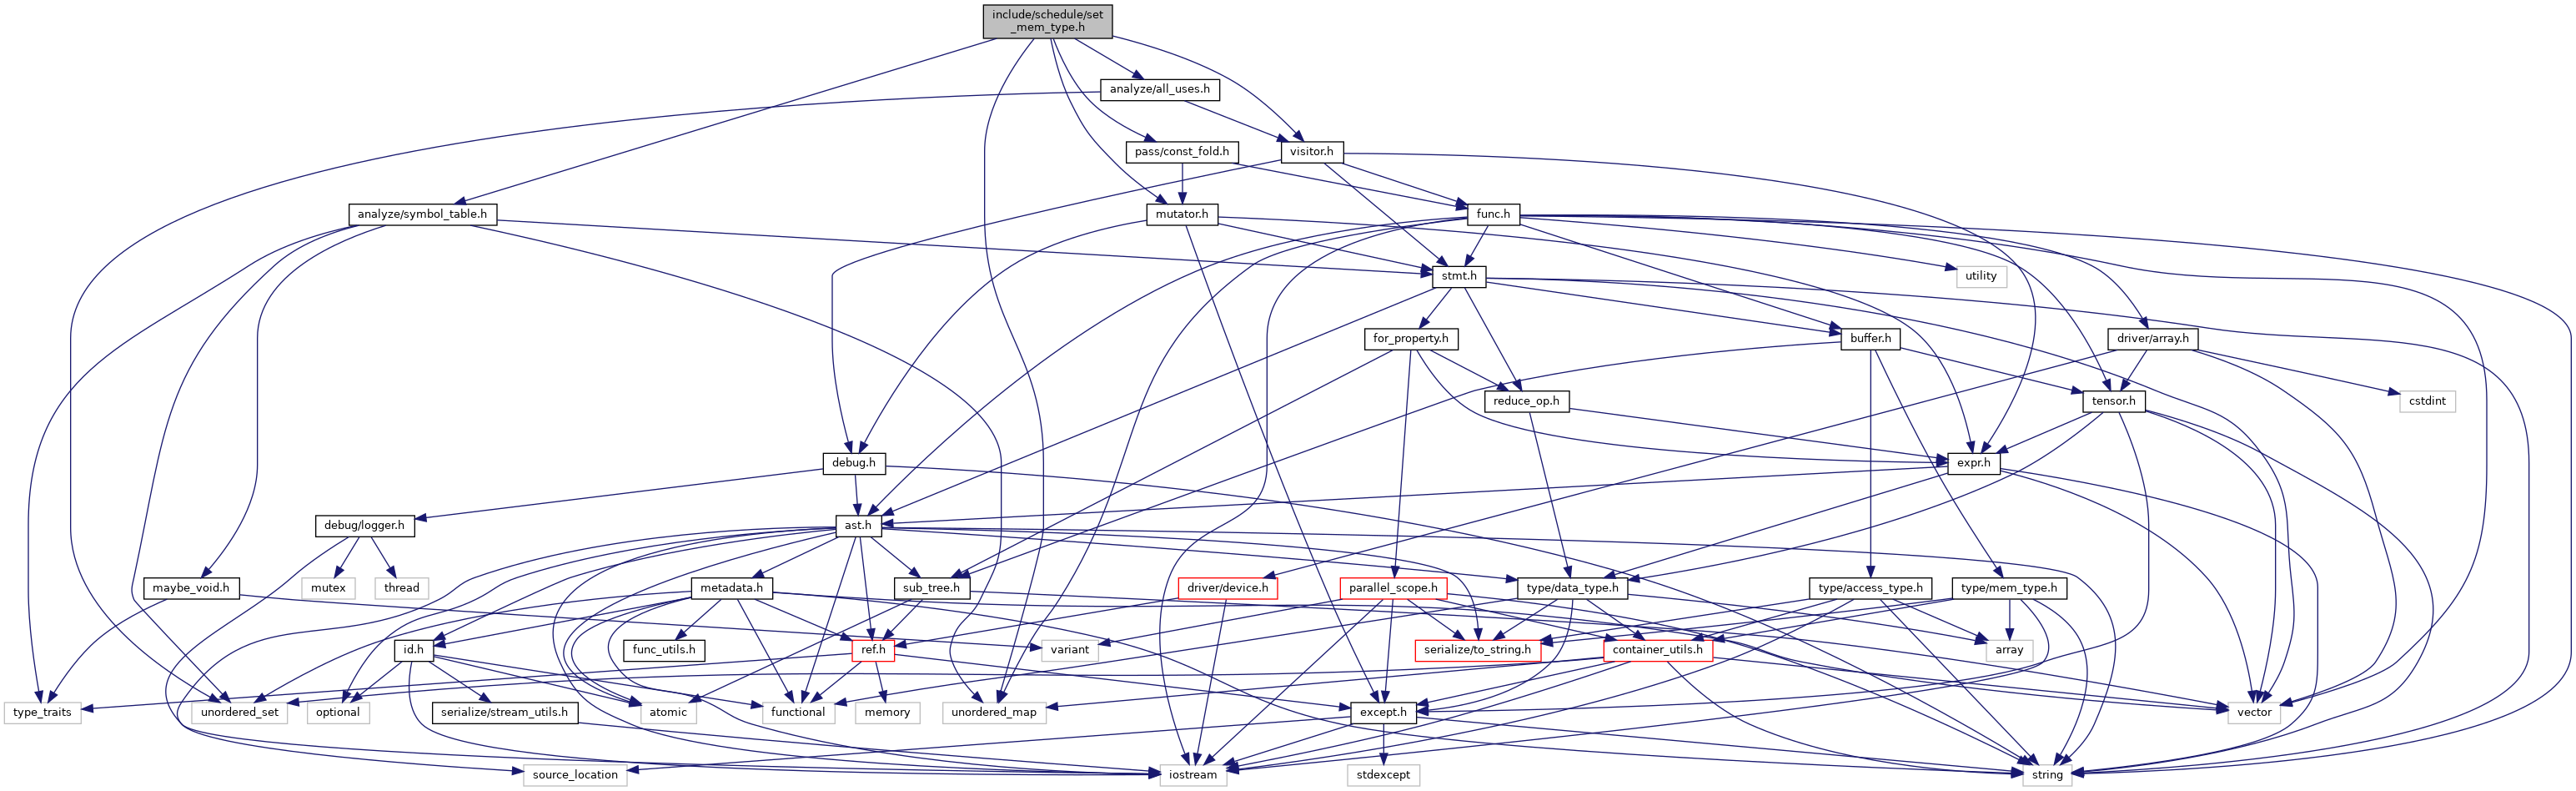 include/schedule/set
_mem_type.h
analyze/all_uses.h
pass/const_fold.h
visitor.h
analyze/symbol_table.h
mutator.h
func.h
stmt.h
utility
for_property.h
buffer.h
driver/array.h
reduce_op.h
tensor.h
cstdint
debug.h
expr.h
debug/logger.h
ast.h
mutex
thread
maybe_void.h
metadata.h
sub_tree.h
driver/device.h
parallel_scope.h
type/data_type.h
type/access_type.h
type/mem_type.h
id.h
func_utils.h
ref.h
variant
serialize/to_string.h
container_utils.h
array
type_traits
unordered_set
optional
serialize/stream_utils.h
atomic
functional
memory
unordered_map
except.h
vector
source_location
iostream
stdexcept
string